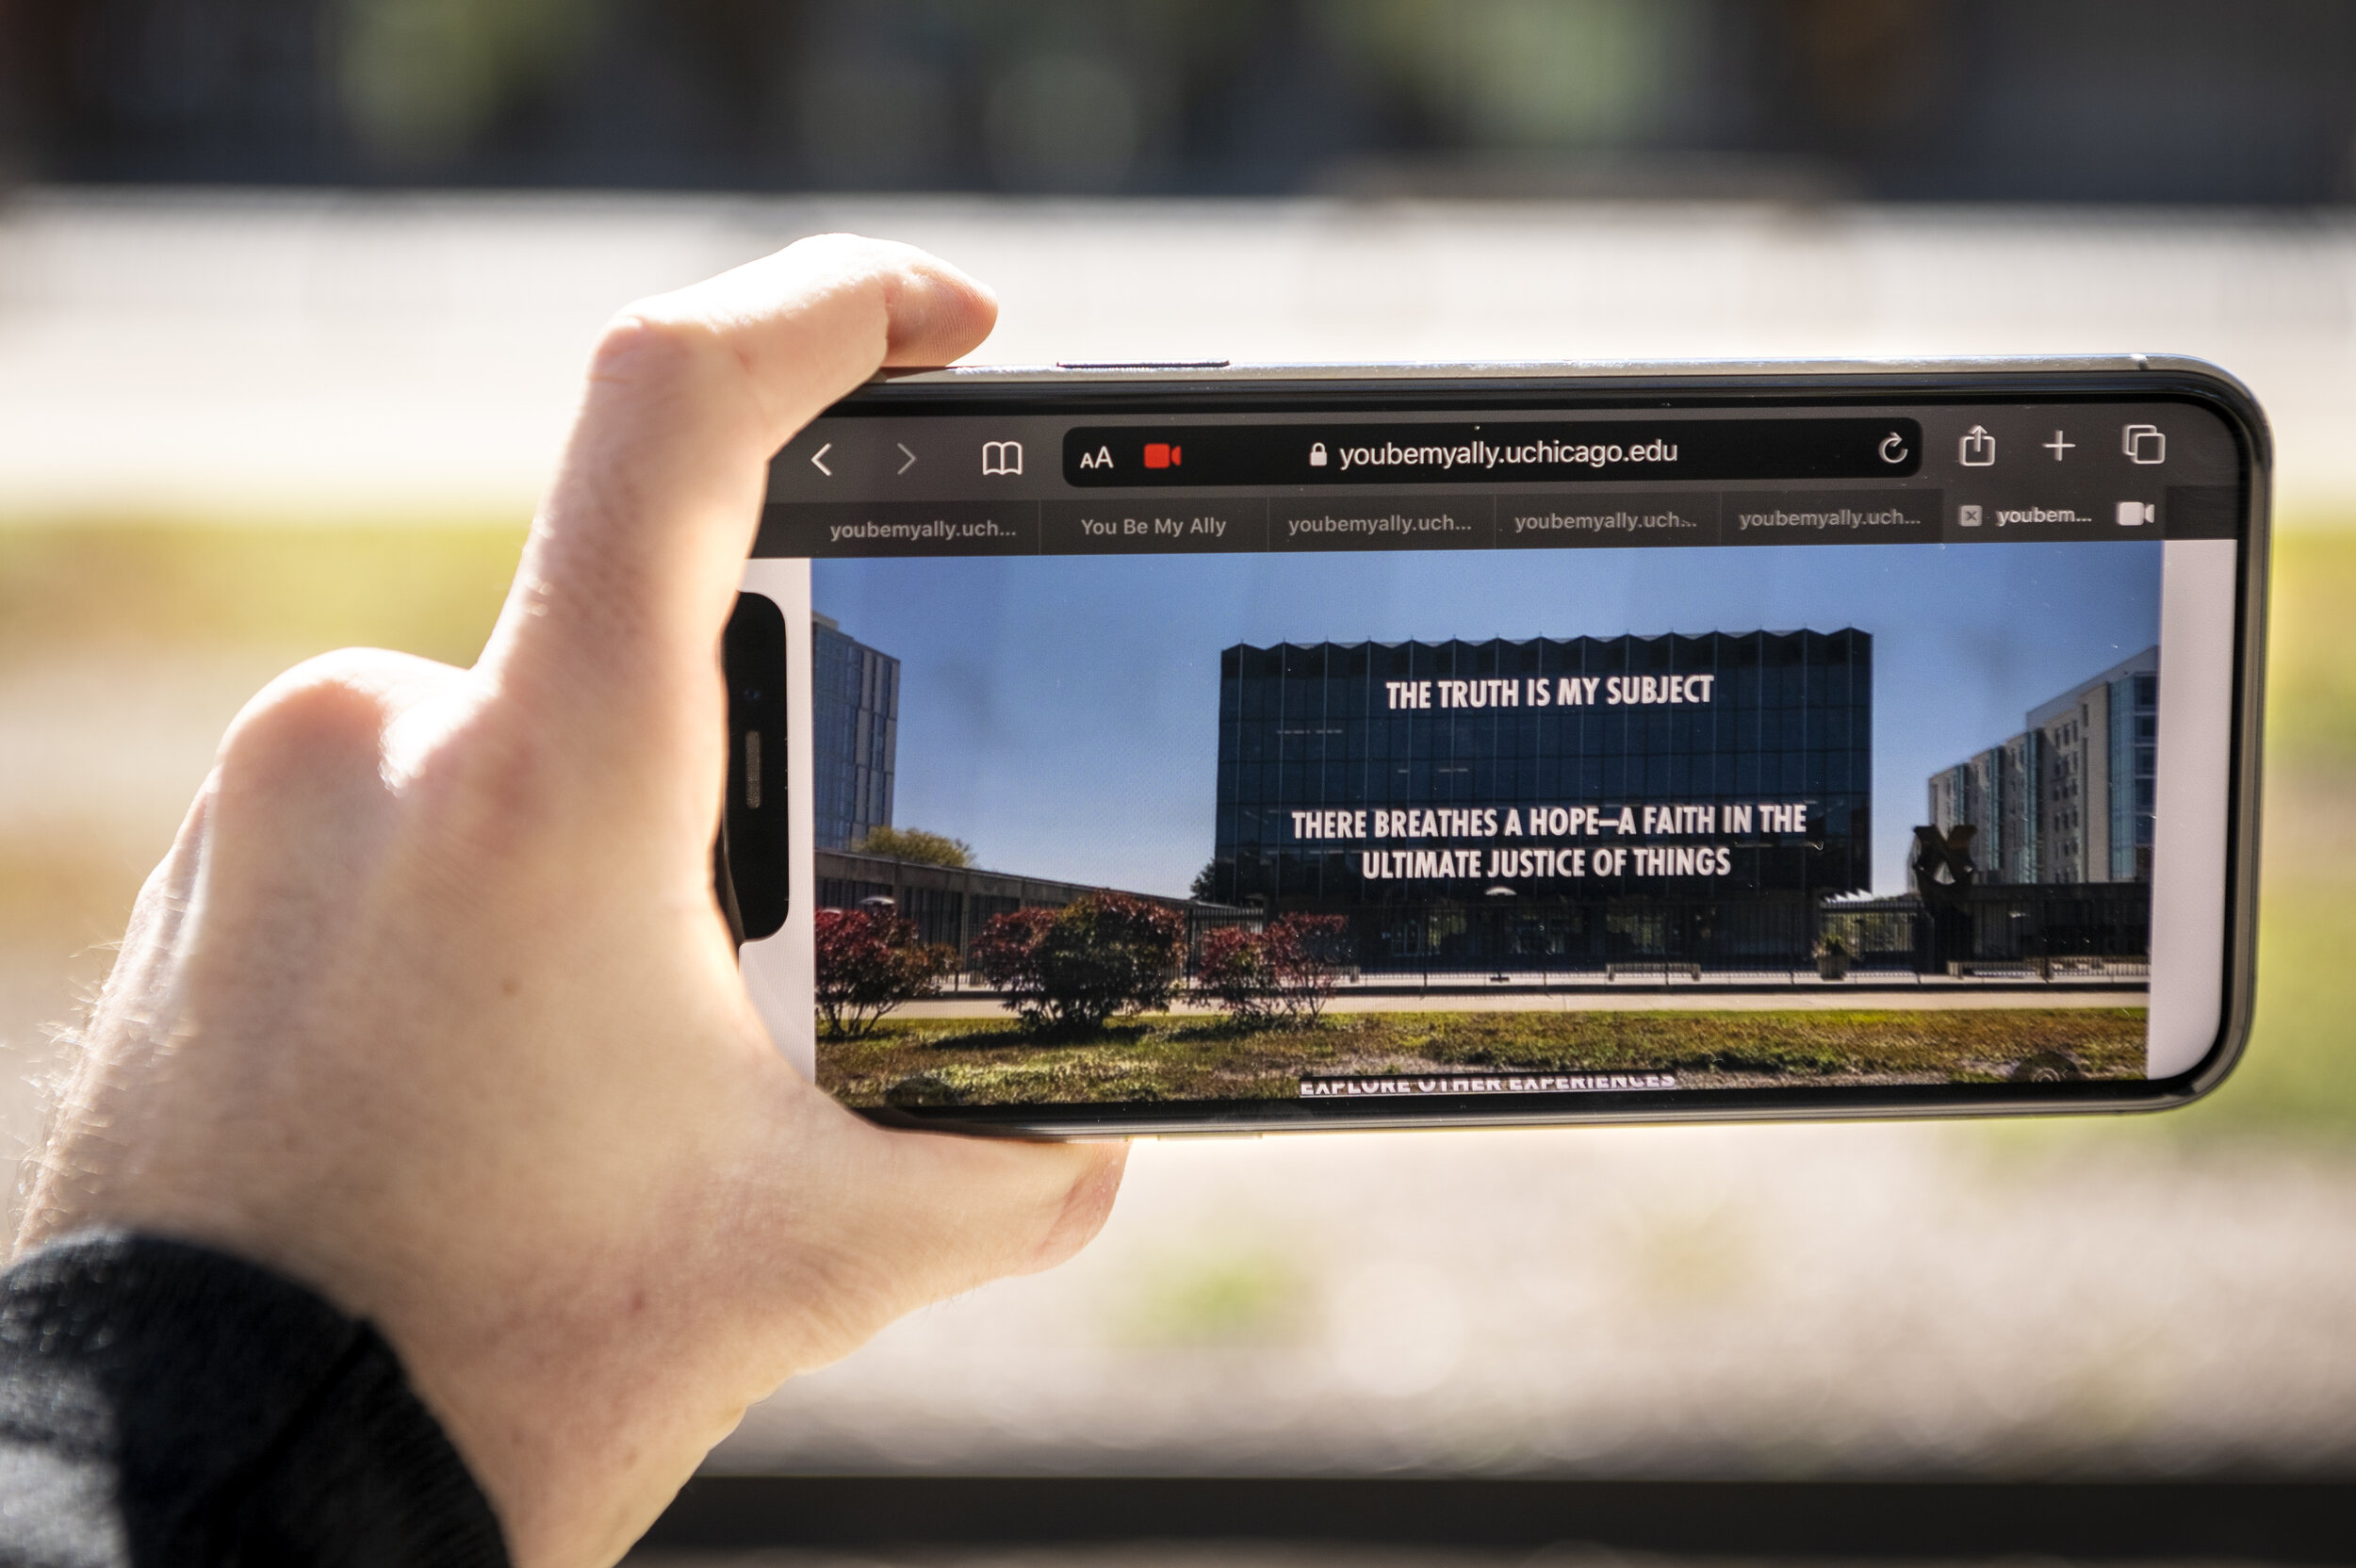 AA youbemyally.uchicago.edu
youbemyally.uch... You Be My Ally youbemyally.uch... youbemyally.uch... youbemyally.uch... youbem...
THE TRUTH IS MY SUBJECT
THERE BREATHES A HOPE—A FAITH IN THE
ULTIMATE JUSTICE OF THINGS
EXPLORE OTHER EXPERIENCES